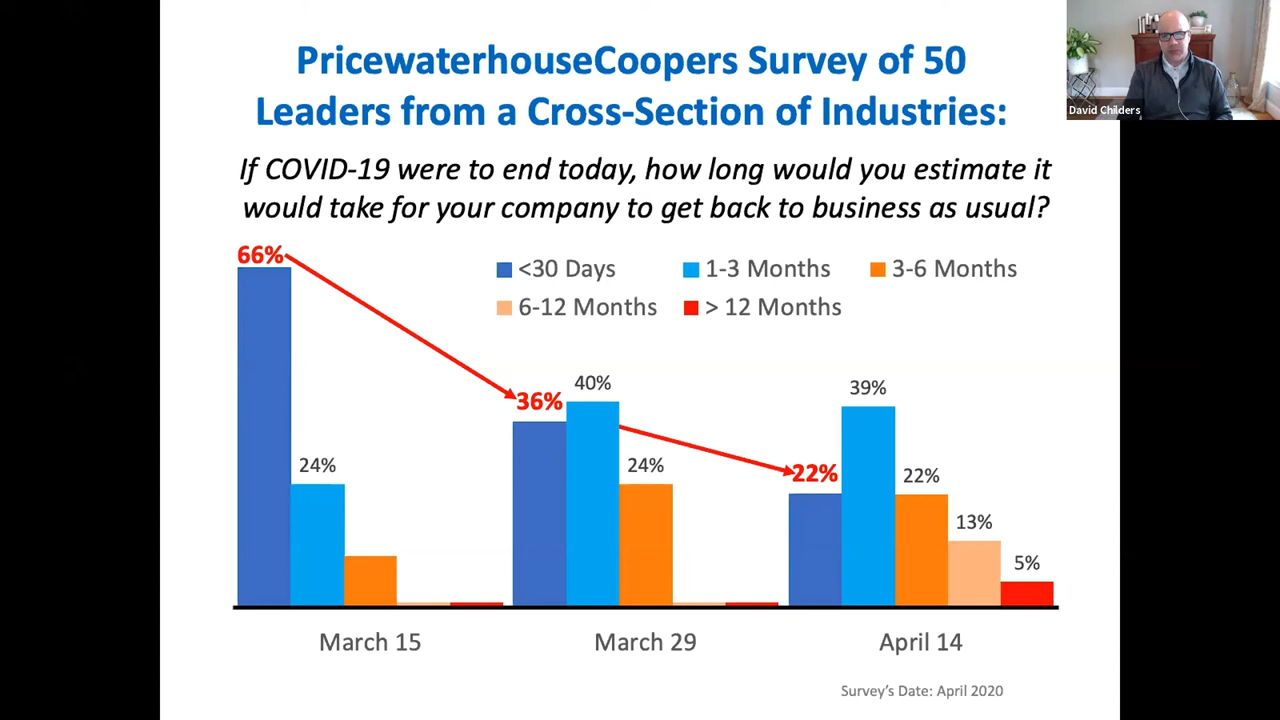 PricewaterhouseCoopers Survey of 50
Leaders from a Cross-Section of Industries:
If COVID-19 were to end today, how long would you estimate it
would take for your company to get back to business as usual?
David Childers
<30 Days
1-3 Months
3-6 Months
6-12 Months
> 12 Months
66%
24%
36%
40%
24%
22%
39%
22%
13%
5%
March 15
March 29
April 14
Survey's Date: April 2020